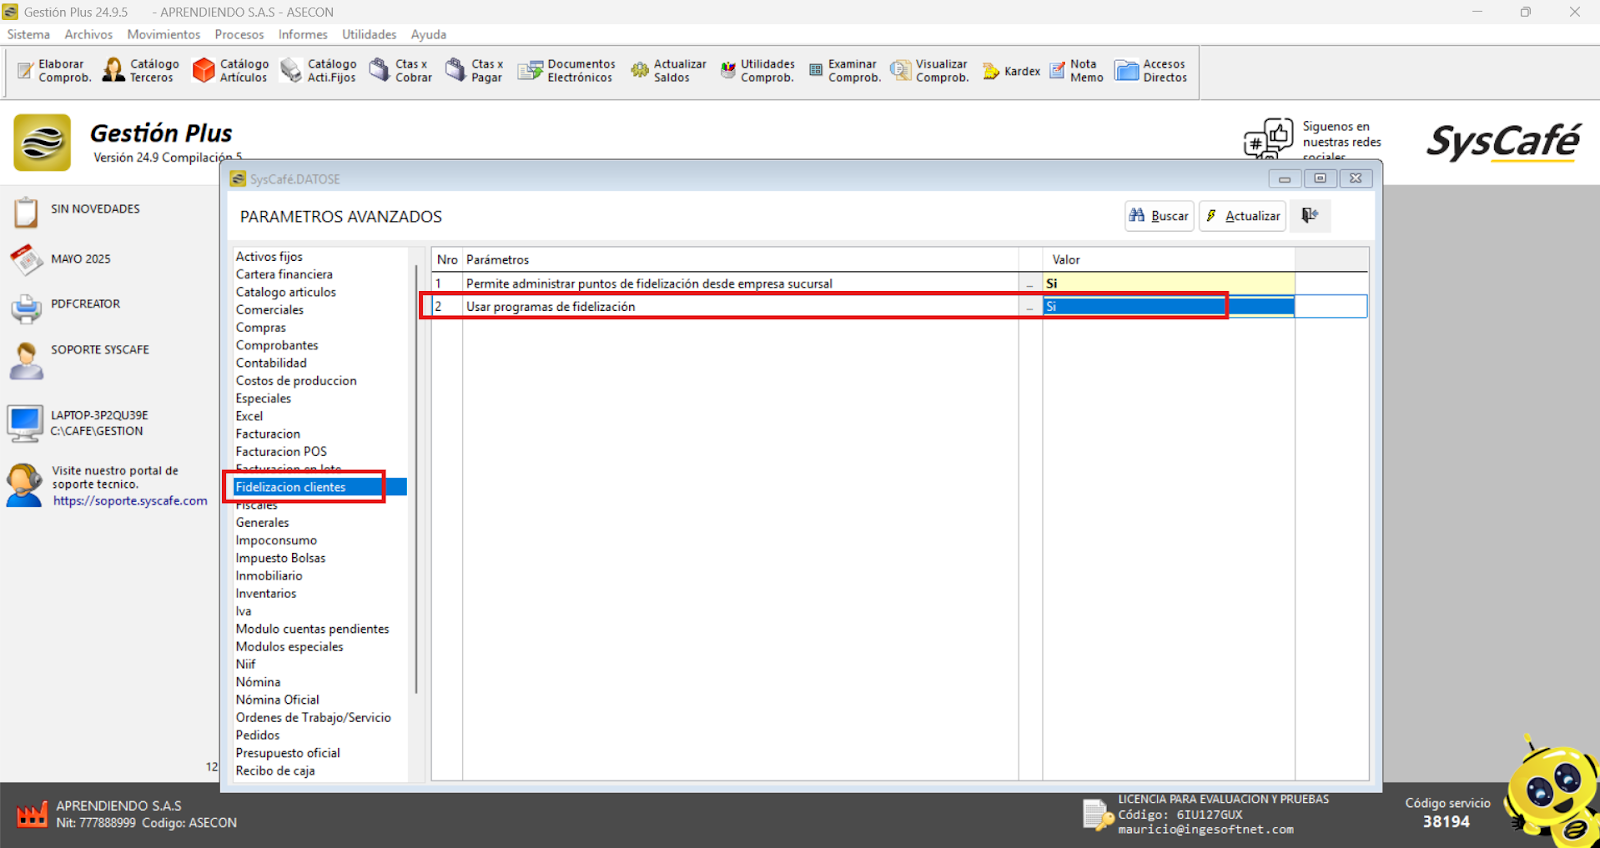 Gestión Plus 24.9.5 - APRENDIENDO S.A.S - ASECON
Sistema Archivos Movimientos Procesos Informes Utilidades Ayuda
Elaborar Comprob.
Catálogo Terceros
Catálogo Artículos
Catálogo Acti.Fijos
Ctas x Cobrar
Ctas x Pagar
Documentos Electrónicos
Actualizar Saldos
Utilidades Comprob.
Examinar Comprob.
Visualizar Comprob.
Kardex
Nota Memo
Accesos Directos
Gestión Plus
Versión 24.9 Compilación 5
#
Siguenos en
nuestras redes
sociales
SysCafé
SIN NOVEDADES
MAYO 2025
PDFCREATOR
SOPORTE SYSCAFE
LAPTOP-3P2QU39E
C:\CAFE\GESTION
Visite nuestro portal de
soporte tecnico.
https://soporte.syscafe.com
12
SysCafé.DATOSE
PARAMETROS AVANZADOS
Buscar
Actualizar
Activos fijos
Cartera financiera
Catalogo articulos
Comerciales
Compras
Comprobantes
Contabilidad
Costos de produccion
Especiales
Excel
Facturacion
Facturacion POS
Facturacion en lote
Fidelizacion clientes
Fiscales
Generales
Impoconsumo
Impuesto Bolsas
Inmobiliario
Inventarios
Iva
Modulo cuentas pendientes
Modulos especiales
Niif
Nómina
Nómina Oficial
Ordenes de Trabajo/Servicio
Pedidos
Presupuesto oficial
Recibo de caja
Nro Parámetros Valor
1 Permite administrar puntos de fidelización desde empresa sucursal ... Si
2 Usar programas de fidelización ... Si
APRENDIENDO S.A.S
Nit: 777888999 Codigo: ASECON
LICENCIA PARA EVALUACION Y PRUEBAS
Código: 6IU127GUX
mauricio@ingesoftnet.com
Código servicio
38194